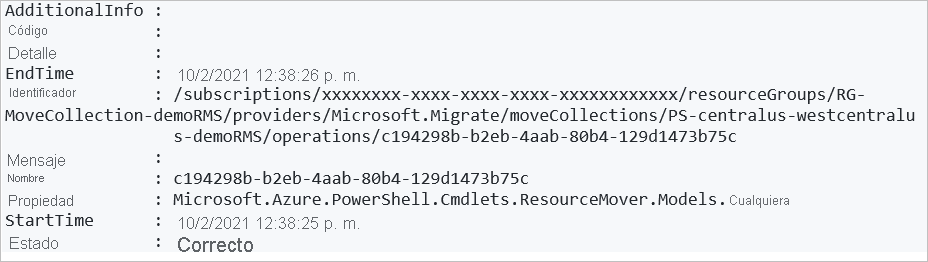 AdditionalInfo :
Código :
Detalle :
EndTime : 10/2/2021 12:38:26 p. m.
Identificador : /subscriptions/xxxxxxxx-xxxx-xxxx-xxxx-xxxxxxxxxxxx/resourceGroups/RG-
MoveCollection-demoRMS/providers/Microsoft.Migrate/moveCollections/PS-centralus-westcentralu
s-demoRMS/operations/c194298b-b2eb-4aab-80b4-129d1473b75c
Mensaje :
Nombre : c194298b-b2eb-4aab-80b4-129d1473b75c
Propiedad : Microsoft.Azure.PowerShell.Cmdlets.ResourceMover.Models. Cualquiera
StartTime : 10/2/2021 12:38:25 p. m.
Estado : Correcto